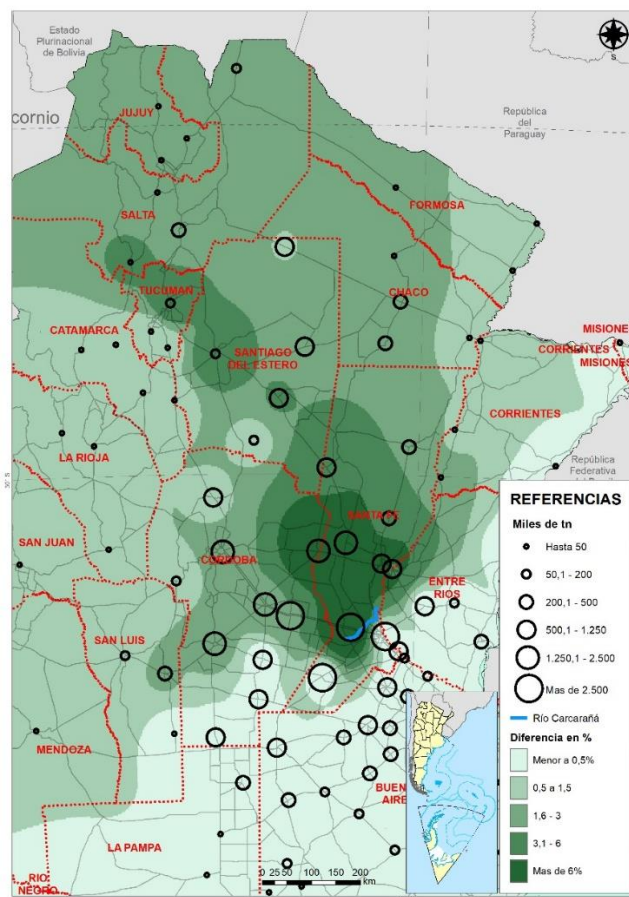 Estado
Plurinacional
de Bolivia
S
cornio
República
del
Paraguay
JUJUY
SALTA
FORMOSA
TUCUMAN
CHACO
CATAMARCA
SANTIAGO
DEL ESTERO
MISIONE
CORRIENTES
MISIONES
CORRIENTES
LA RIOJA
República
Federativa
SANTA FE
SAN JUAN
CORDOBA
ENTRE
RIOS
SAN LUIS
MENDOZA
BUEN
AIRE
LA PAMPA
RIO
NEGRO
0 25 50 100 150 200
km
REFERENCIAS
Miles de tn
Hasta 50
50,1 - 200
200,1 - 500
500,1 - 1.250
1.250,1 - 2.500
Mas de 2.500
Río Carcarañá
Diferencia en %
Menor a 0,5%
0,5 a 1,5
1,6 - 3
3,1 - 6
Mas de 6%